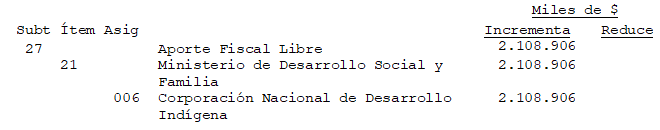 Miles de $
Subt Ítem Asig Incrementa Reduce
27 Aporte Fiscal Libre 2.108.906
21 Ministerio de Desarrollo Social y 2.108.906
Familia
006 Corporación Nacional de Desarrollo 2.108.906
Indígena